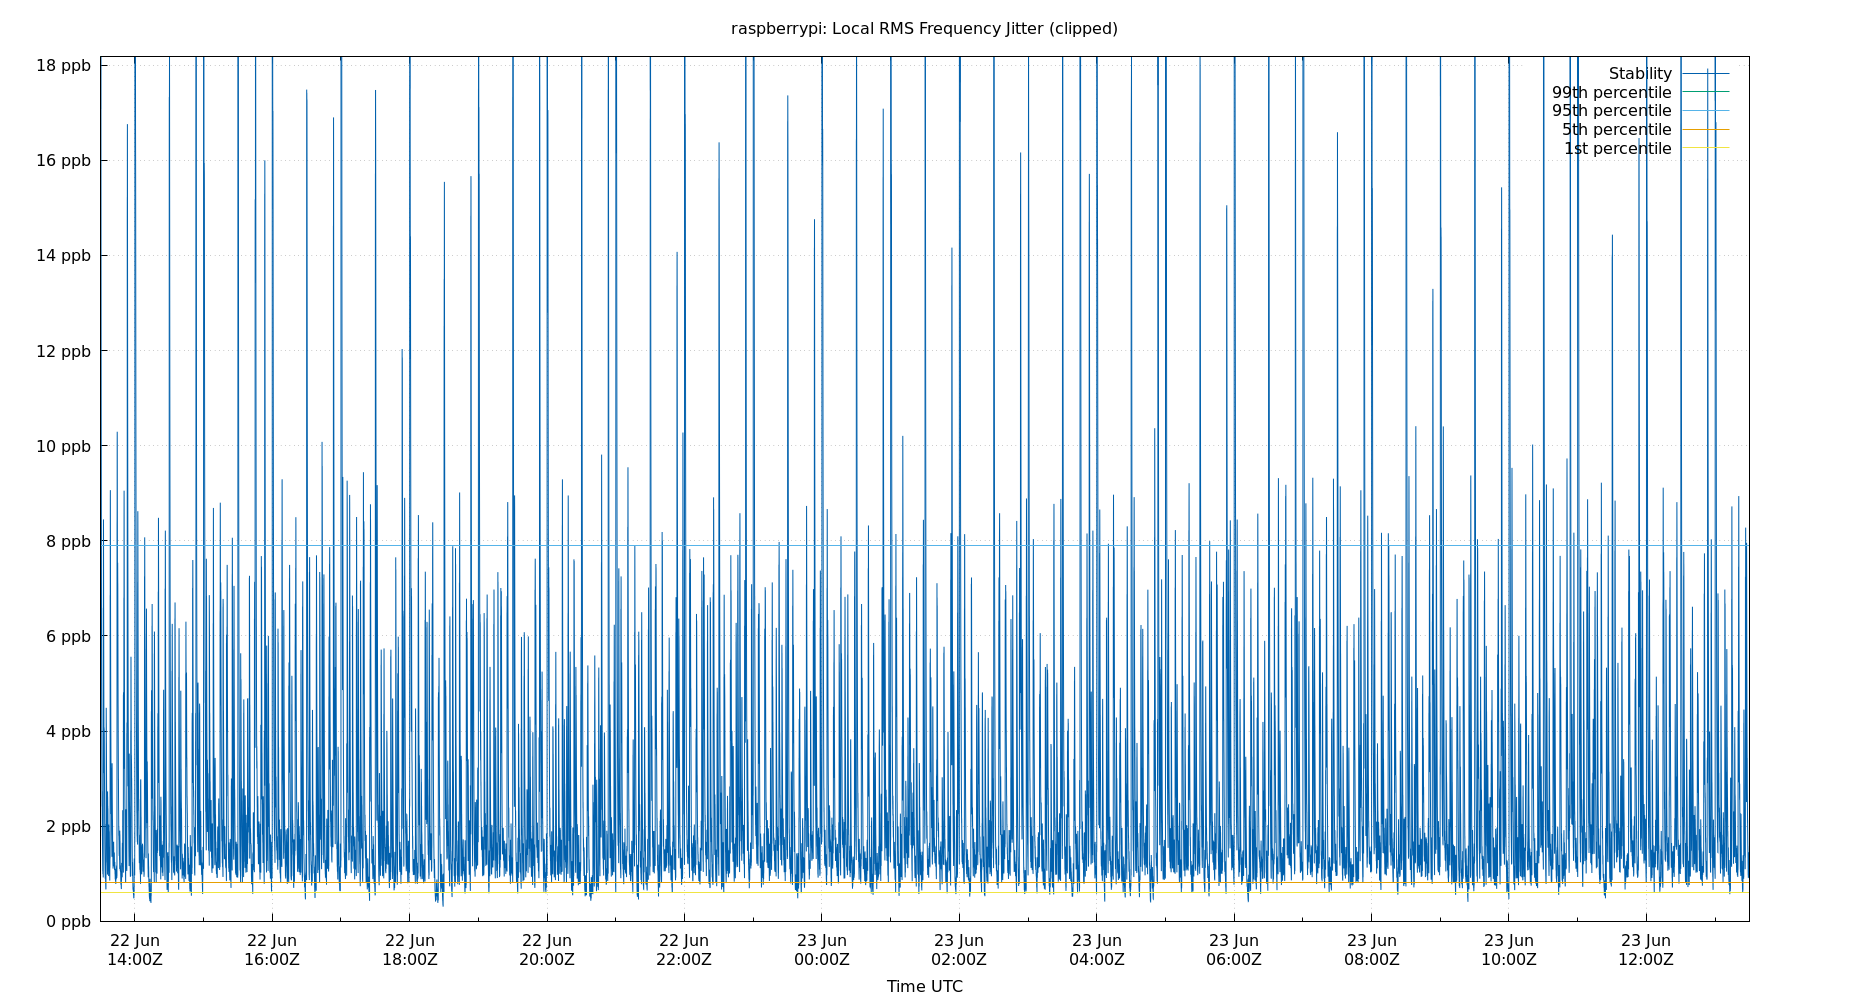 raspberrypi: Local RMS Frequency Jitter (clipped)
18 ppb
16 ppb
14 ppb
12 ppb
10 ppb
8 ppb
6 ppb
4 ppb
2 ppb
0 ppb
Stability
99th percentile
95th percentile
5th percentile
1st percentile
22 Jun 22 Jun 22 Jun 22 Jun 22 Jun 23 Jun 23 Jun 23 Jun 23 Jun 23 Jun 23 Jun 23 Jun
14:00Z 16:00Z 18:00Z 20:00Z 22:00Z 00:00Z 02:00Z 04:00Z 06:00Z 08:00Z 10:00Z 12:00Z
Time UTC